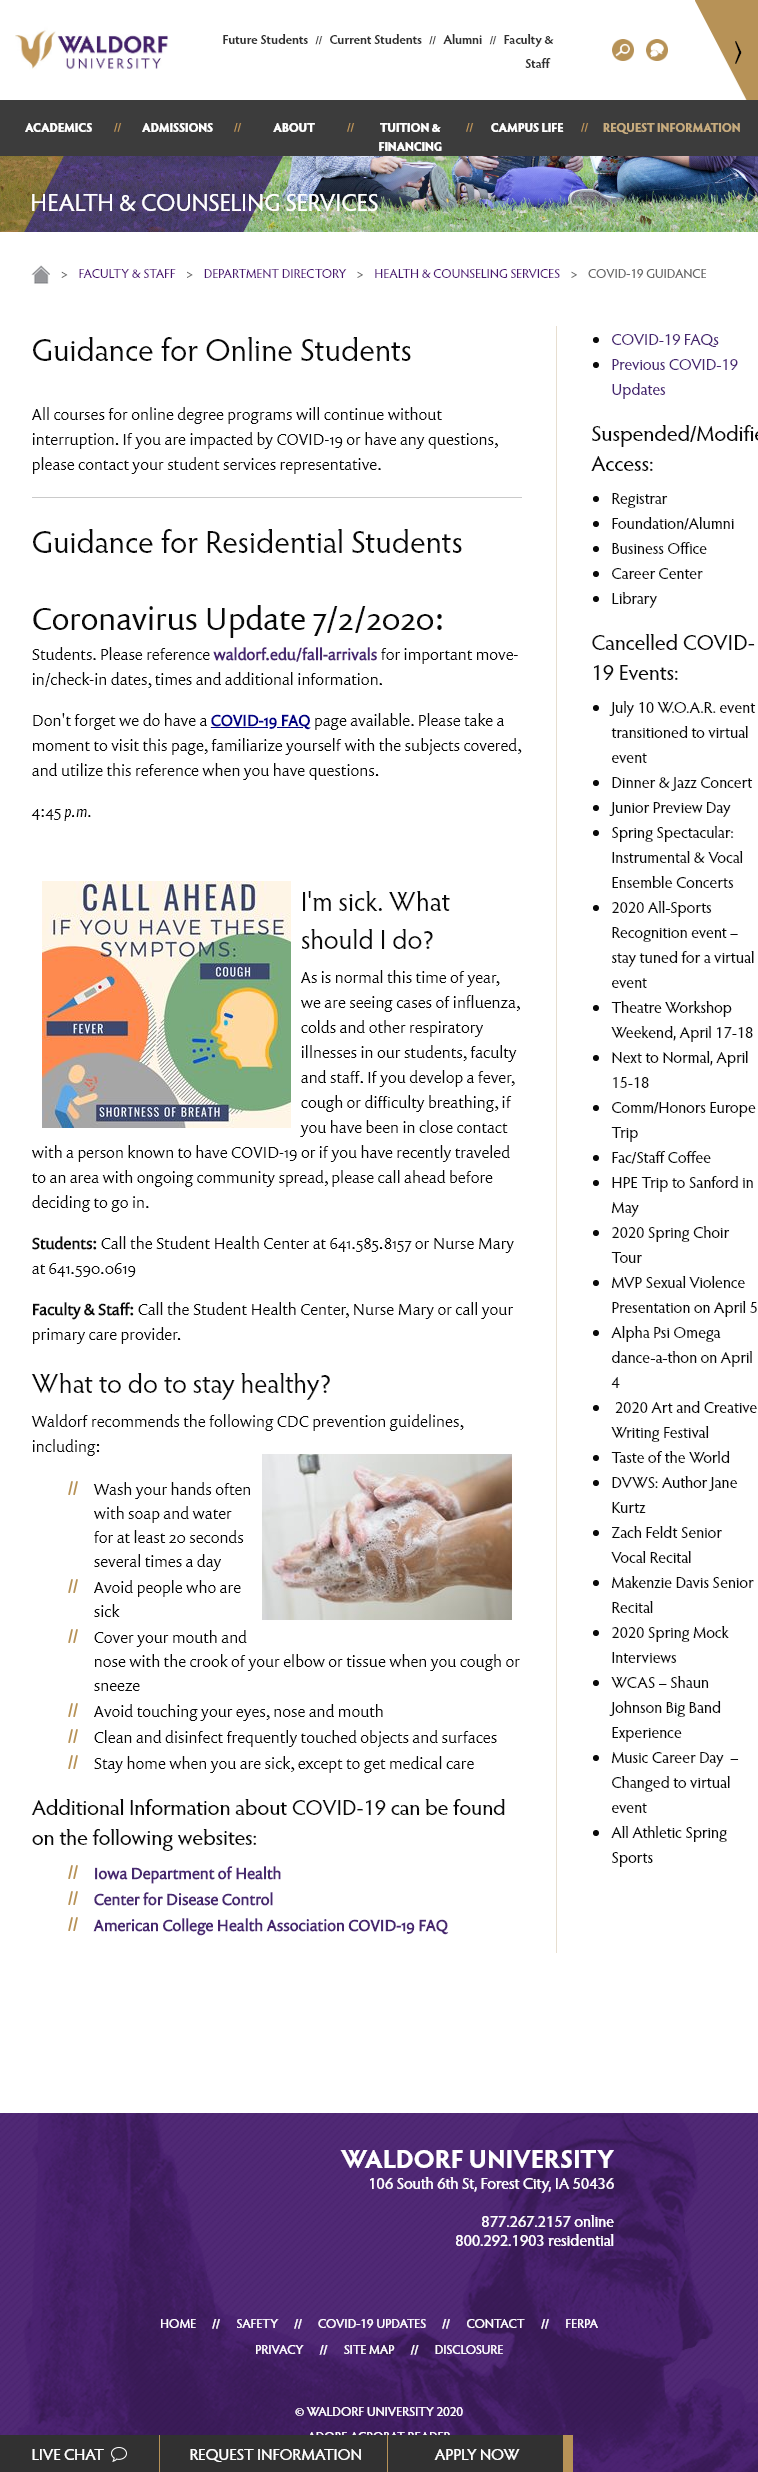 WALDORF
UNIVERSITY
Future Students // Current Students // Alumni // Faculty &
Staff
ACADEMICS // ADMISSIONS // ABOUT // TUITION & // CAMPUS LIFE // REQUEST INFORMATION
FINANCING
HEALTH & COUNSELING SERVICES
> FACULTY & STAFF > DEPARTMENT DIRECTORY > HEALTH & COUNSELING SERVICES > COVID-19 GUIDANCE
Guidance for Online Students
All courses for online degree programs will continue without
interruption. If you are impacted by COVID-19 or have any questions,
please contact your student services representative.
Guidance for Residential Students
Coronavirus Update 7/2/2020:
Students. Please reference waldorf.edu/fall-arrivals for important move-
in/check-in dates, times and additional information.
Don't forget we do have a COVID-19 FAQ page available. Please take a
moment to visit this page, familiarize yourself with the subjects covered,
and utilize this reference when you have questions.
4:45 p.m.
CALL AHEAD
IF YOU HAVE THESE
SYMPTOMS:
COUGH
FEVER
SHORTNESS OF BREATH
I'm sick. What
should I do?
As is normal this time of year,
we are seeing cases of influenza,
colds and other respiratory
illnesses in our students, faculty
and staff. If you develop a fever,
cough or difficulty breathing, if
you have been in close contact
with a person known to have COVID-19 or if you have recently traveled
to an area with ongoing community spread, please call ahead before
deciding to go in.
Students: Call the Student Health Center at 641.585.8157 or Nurse Mary
at 641.590.0619
Faculty & Staff: Call the Student Health Center, Nurse Mary or call your
primary care provider.
What to do to stay healthy?
Waldorf recommends the following CDC prevention guidelines,
including:
// Wash your hands often
with soap and water
for at least 20 seconds
several times a day
// Avoid people who are
sick
// Cover your mouth and
nose with the crook of your elbow or tissue when you cough or
sneeze
// Avoid touching your eyes, nose and mouth
// Clean and disinfect frequently touched objects and surfaces
// Stay home when you are sick, except to get medical care
Additional Information about COVID-19 can be found
on the following websites:
// Iowa Department of Health
// Center for Disease Control
// American College Health Association COVID-19 FAQ
• COVID-19 FAQs
• Previous COVID-19
Updates
Suspended/Modifie
Access:
• Registrar
• Foundation/Alumni
• Business Office
• Career Center
• Library
Cancelled COVID-
19 Events:
• July 10 W.O.A.R. event
transitioned to virtual
event
• Dinner & Jazz Concert
• Junior Preview Day
• Spring Spectacular:
Instrumental & Vocal
Ensemble Concerts
• 2020 All-Sports
Recognition event –
stay tuned for a virtual
event
• Theatre Workshop
Weekend, April 17-18
• Next to Normal, April
15-18
• Comm/Honors Europe
Trip
• Fac/Staff Coffee
• HPE Trip to Sanford in
May
• 2020 Spring Choir
Tour
• MVP Sexual Violence
Presentation on April 5
• Alpha Psi Omega
dance-a-thon on April
4
• 2020 Art and Creative
Writing Festival
• Taste of the World
• DVWS: Author Jane
Kurtz
• Zach Feldt Senior
Vocal Recital
• Makenzie Davis Senior
Recital
• 2020 Spring Mock
Interviews
• WCAS – Shaun
Johnson Big Band
Experience
• Music Career Day –
Changed to virtual
event
• All Athletic Spring
Sports
WALDORF UNIVERSITY
106 South 6th St, Forest City, IA 50436
877.267.2157 online
800.292.1903 residential
HOME // SAFETY // COVID-19 UPDATES // CONTACT // FERPA
PRIVACY // SITE MAP // DISCLOSURE
© WALDORF UNIVERSITY 2020
ADOBE ACROBAT READER
LIVE CHAT REQUEST INFORMATION APPLY NOW